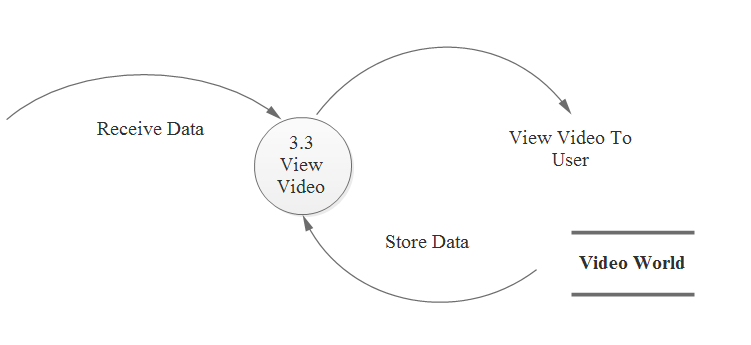 Receive Data
3.3
View
Video
View Video To
User
Store Data
Video World